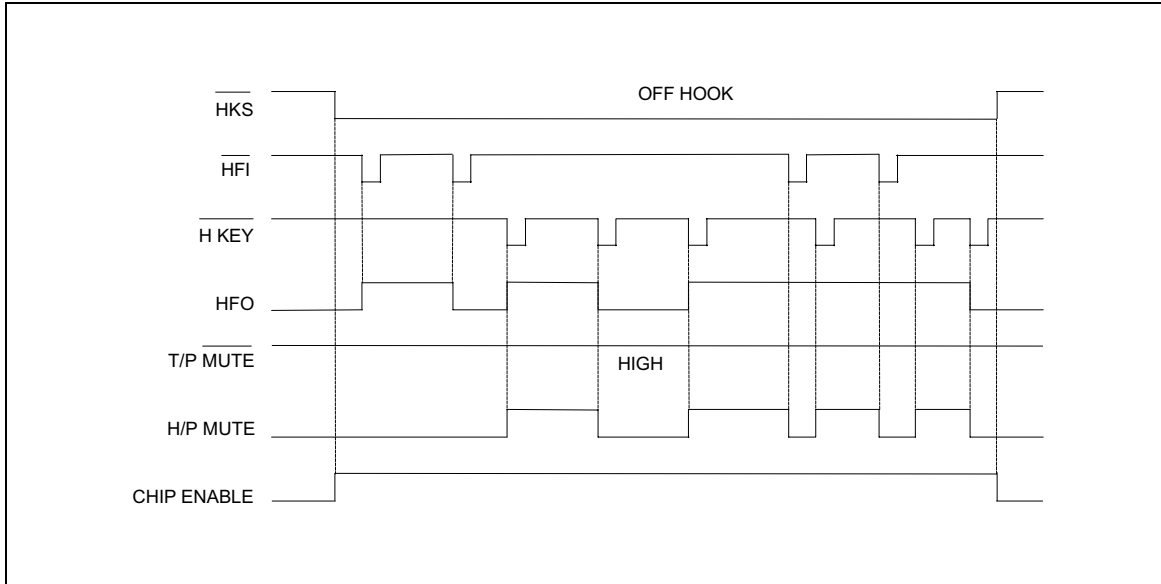 OFF HOOK
HKS
HFI
H KEY
HFO
T/P MUTE
HIGH
H/P MUTE
CHIP ENABLE